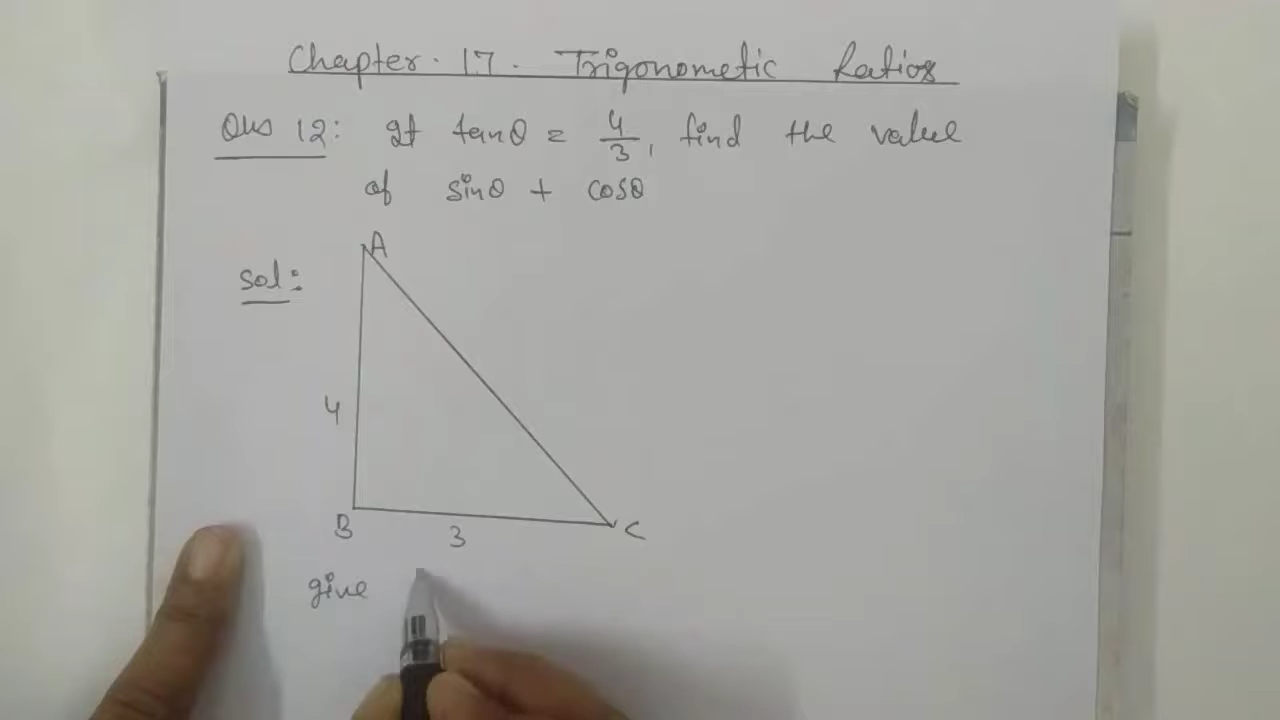 Chapter. 17. Trigonometic Ratios
Qus 12: If tanθ = 4/3, find the value
of sinθ + cosθ
Sol:
A
4
B
3
C
give